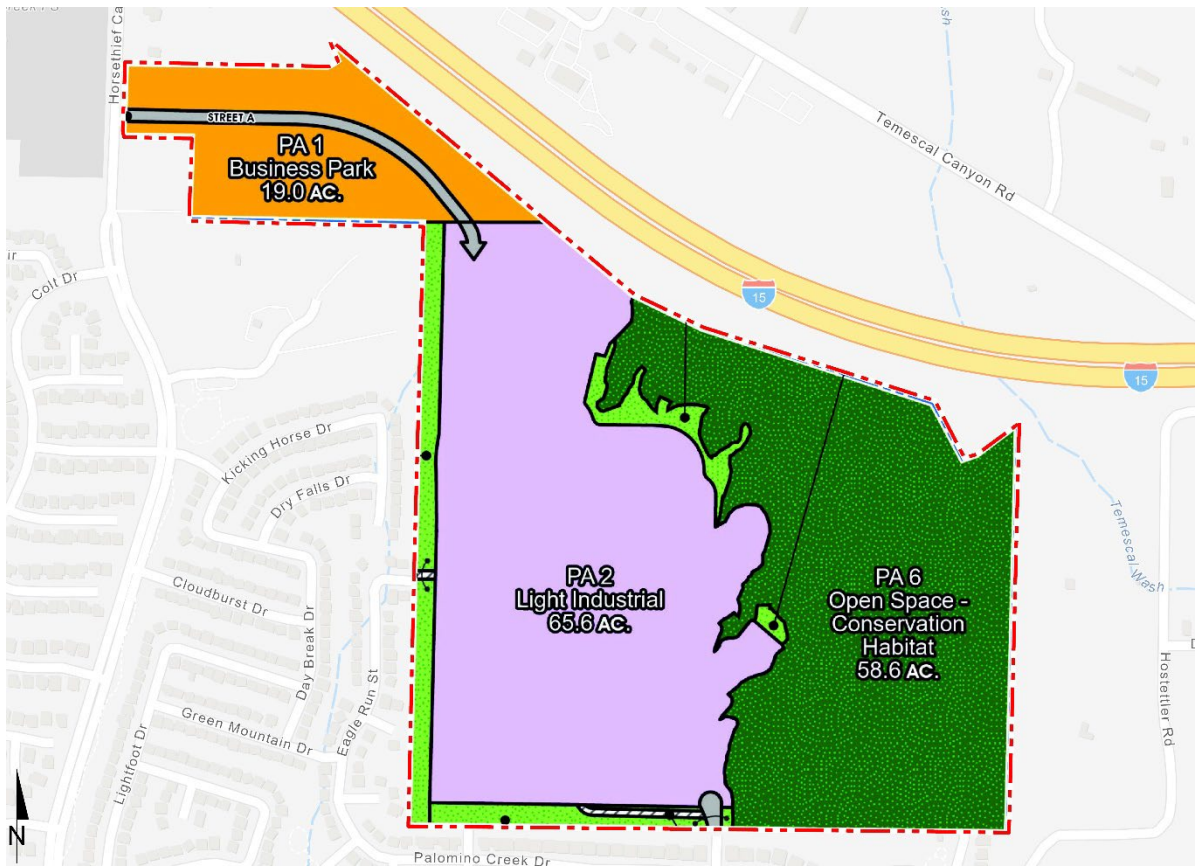 Horsethief Ca
Wash
Temescal Canyon Rd
STREET A
PA 1
Business Park
19.0 AC.
Colt Dr
15
15
Kicking Horse Dr
Dry Falls Dr
Cloudburst Dr
Day Break Dr
Eagle Run St
Green Mountain Dr
Lightfoot Dr
PA 2
Light Industrial
65.6 AC.
PA 6
Open Space -
Conservation
Habitat
58.6 AC.
Temescal Wash
Hostettler Rd
D
N
Palomino Creek Dr